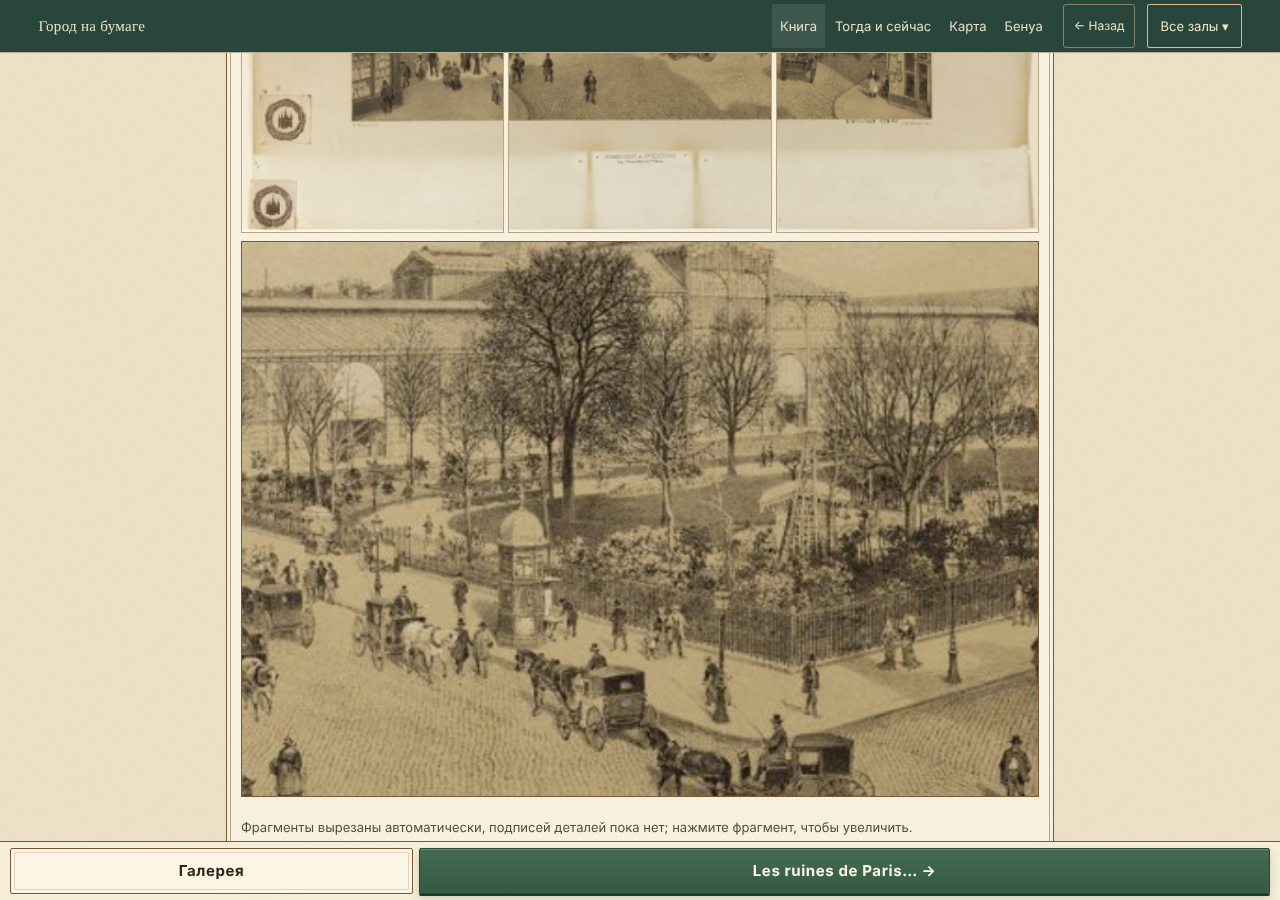 Город на бумаге
Книга
Тогда и сейчас
Карта
Бенуа
← Назад
Все залы ▾
Фрагменты вырезаны автоматически, подписей деталей пока нет; нажмите фрагмент, чтобы увеличить.
Галерея
Les ruines de Paris... →